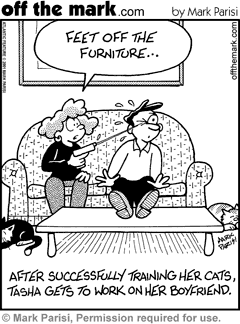 off the mark.com by Mark Parisi
offthemark.com
FEET OFF THE
FURNITURE...
MARK
PARISI
AFTER SUCCESSFULLY TRAINING HER CATS,
TASHA GETS TO WORK ON HER BOYFRIEND.
© Mark Parisi, Permission required for use.